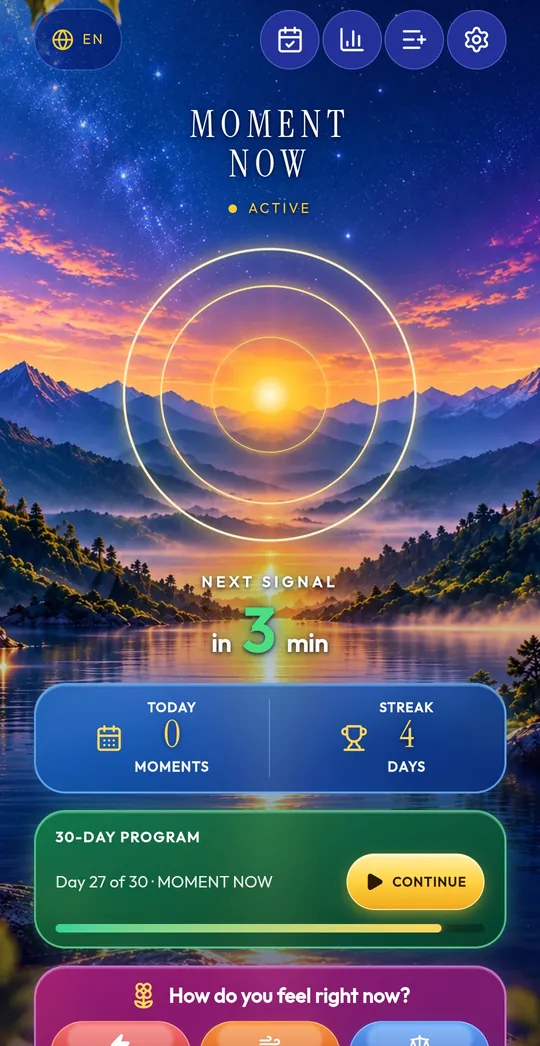 EN
MOMENT
NOW
ACTIVE
NEXT SIGNAL
in 3 min
TODAY
0
MOMENTS
STREAK
4
DAYS
30-DAY PROGRAM
Day 27 of 30 · MOMENT NOW
CONTINUE
How do you feel right now?